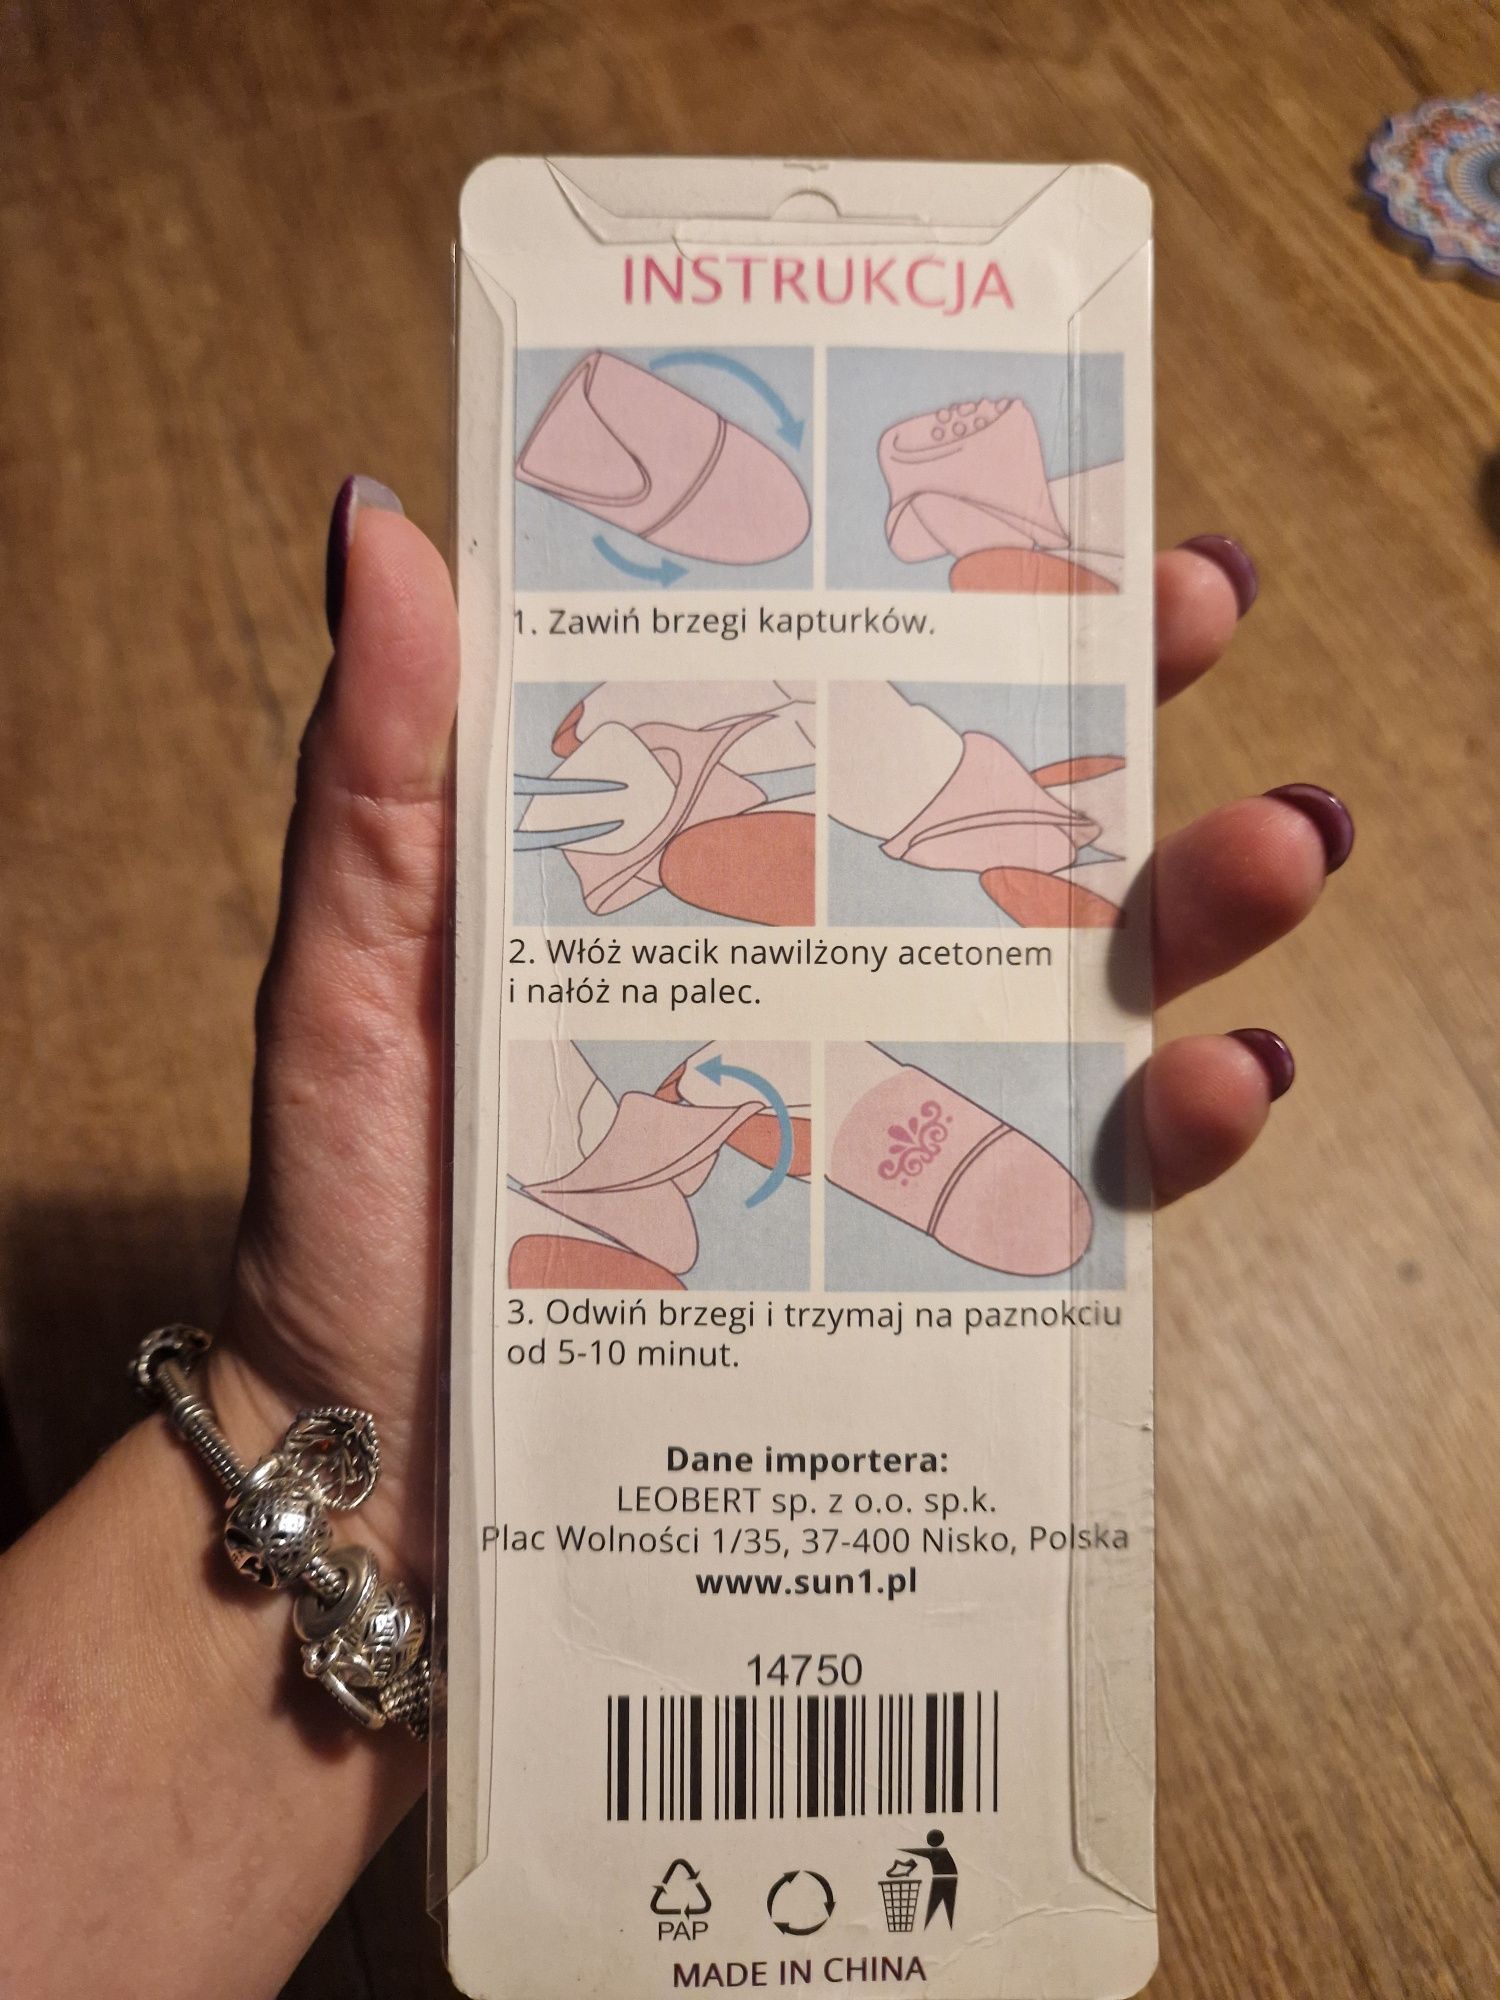 INSTRUKCJA
1. Zawiń brzegi kapturków.
2. Włóż wacik nawilżony acetonem
i nałóż na palec.
3. Odwiń brzegi i trzymaj na paznokciu
od 5-10 minut.
Dane importera:
LEOBERT sp. z o.o. sp.k.
Plac Wolności 1/35, 37-400 Nisko, Polska
www.sun1.pl
14750
PAP
MADE IN CHINA